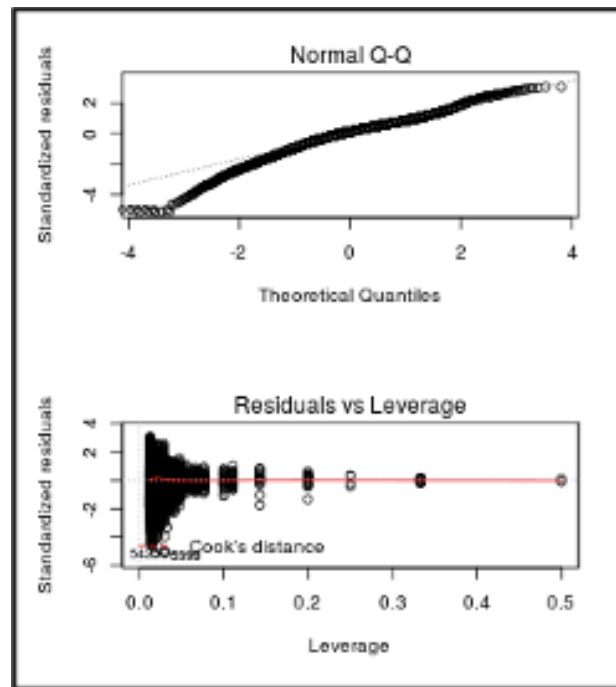 Normal Q-Q
Standardized residuals
2
0
-4
-4
-2
0
2
4
Theoretical Quantiles
Residuals vs Leverage
Standardized residuals
4
2
-2
-6
Cook's distance
0.0
0.1
0.2
0.3
0.4
0.5
Leverage